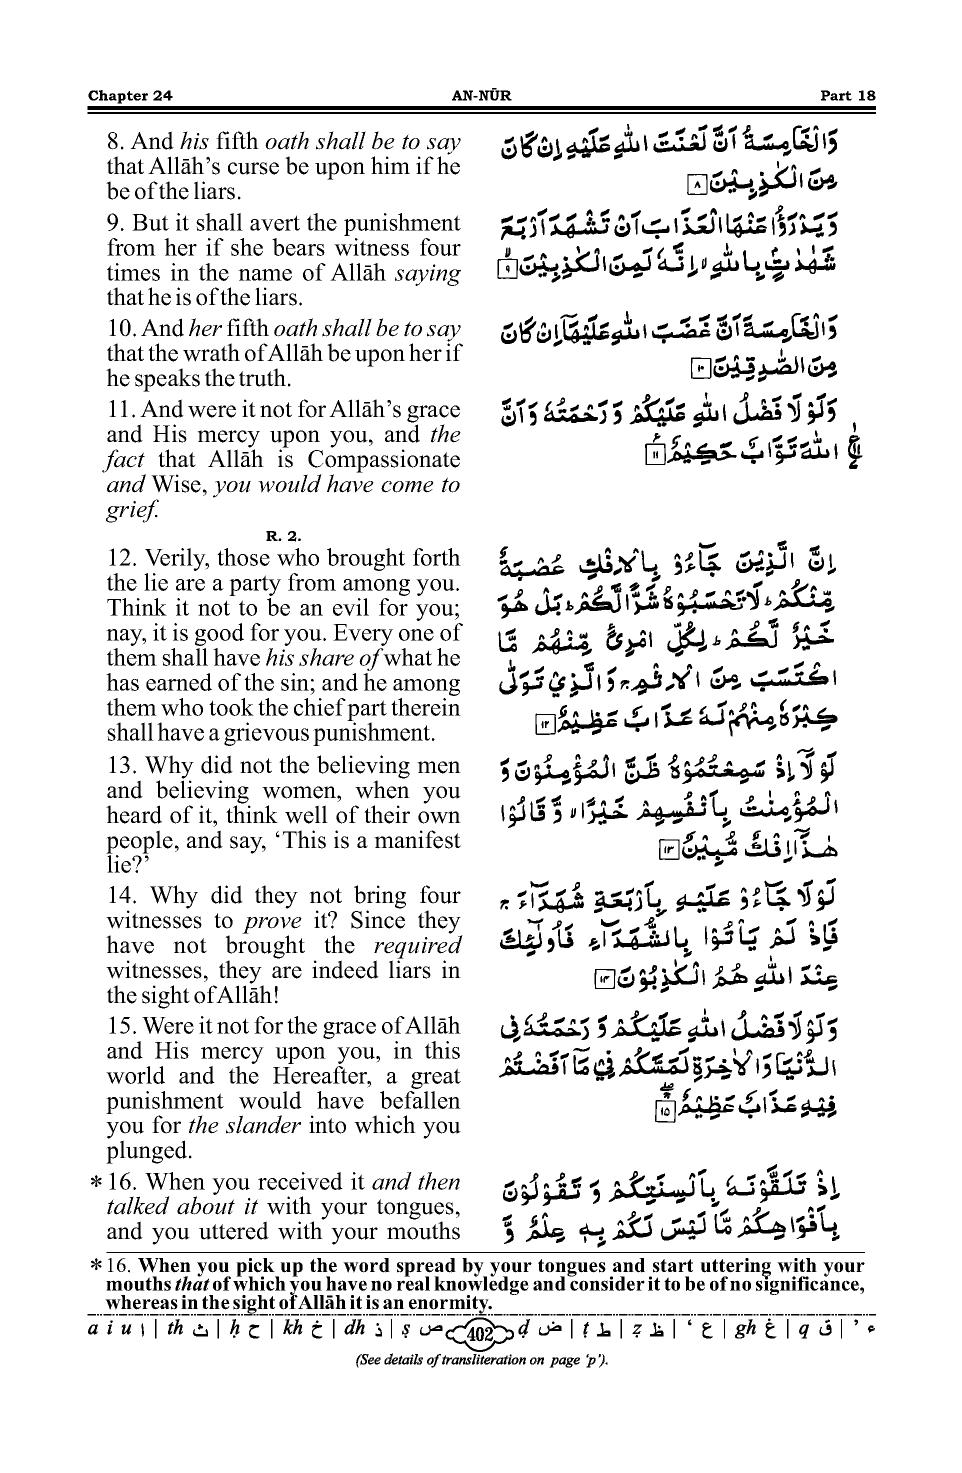 Chapter 24 AN-NŪR Part 18
8. And his fifth oath shall be to say
that Allāh’s curse be upon him if he
be of the liars.
9. But it shall avert the punishment
from her if she bears witness four
times in the name of Allāh saying
that he is of the liars.
10. And her fifth oath shall be to say
that the wrath of Allāh be upon her if
he speaks the truth.
11. And were it not for Allāh’s grace
and His mercy upon you, and the
fact that Allāh is Compassionate
and Wise, you would have come to
grief.
R. 2.
12. Verily, those who brought forth
the lie are a party from among you.
Think it not to be an evil for you;
nay, it is good for you. Every one of
them shall have his share of what he
has earned of the sin; and he among
them who took the chief part therein
shall have a grievous punishment.
13. Why did not the believing men
and believing women, when you
heard of it, think well of their own
people, and say, ‘This is a manifest
lie?’
14. Why did they not bring four
witnesses to prove it? Since they
have not brought the required
witnesses, they are indeed liars in
the sight of Allāh!
15. Were it not for the grace of Allāh
and His mercy upon you, in this
world and the Hereafter, a great
punishment would have befallen
you for the slander into which you
plunged.
*16. When you received it and then
talked about it with your tongues,
and you uttered with your mouths
وَالْخَامِسَةُ اَنَّ لَعْنَتَ اللّٰهِ عَلَيْهِ اِنْ كَانَ
مِنَ الْكٰذِبِيْنَ ۸
وَيَدْرَؤُا عَنْهَا الْعَذَابَ اَنْ تَشْهَدَ اَرْبَعَ
شَهٰدٰتٍۭ بِاللّٰهِ ۙ اِنَّهٗ لَمِنَ الْكٰذِبِيْنَ ۹ۙ
وَالْخَامِسَةَ اَنَّ غَضَبَ اللّٰهِ عَلَيْهَآ اِنْ كَانَ
مِنَ الصّٰدِقِيْنَ ۱۰
وَلَوْ لَا فَضْلُ اللّٰهِ عَلَيْكُمْ وَ رَحْمَتُهٗ وَ اَنَّ
اللّٰهَ تَوَّابٌ حَكِيْمٌ ۱۱
اِنَّ الَّذِيْنَ جَآءُوْ بِالْاِفْكِ عُصْبَةٌ
مِّنْكُمْ ؕ لَا تَحْسَبُوْهُ شَرًّا لَّكُمْ ؕ بَلْ هُوَ
خَيْرٌ لَّكُمْ ؕ لِكُلِّ امْرِئٍ مِّنْهُمْ مَّا
اكْتَسَبَ مِنَ الْاِثْمِ ۚ وَ الَّذِيْ تَوَلّٰى
كِبْرَهٗ مِنْهُمْ لَهٗ عَذَابٌ عَظِيْمٌ ۱۲
لَوْ لَآ اِذْ سَمِعْتُمُوْهُ ظَنَّ الْمُؤْمِنُوْنَ وَ
الْمُؤْمِنٰتُ بِاَنْفُسِهِمْ خَيْرًا ۙ وَّ قَالُوْا
هٰذَآ اِفْكٌ مُّبِيْنٌ ۱۳
لَوْ لَا جَآءُوْ عَلَيْهِ بِاَرْبَعَةِ شُهَدَآءَ ۚ
فَاِذْ لَمْ يَاْتُوْا بِالشُّهَدَآءِ فَاُولٰٓئِكَ
عِنْدَ اللّٰهِ هُمُ الْكٰذِبُوْنَ ۱۴
وَ لَوْ لَا فَضْلُ اللّٰهِ عَلَيْكُمْ وَ رَحْمَتُهٗ فِى
الدُّنْيَا وَ الْاٰخِرَةِ لَمَسَّكُمْ فِيْ مَآ اَفَضْتُمْ
فِيْهِ عَذَابٌ عَظِيْمٌ ۱۵
اِذْ تَلَقَّوْنَهٗ بِاَلْسِنَتِكُمْ وَ تَقُوْلُوْنَ
بِاَفْوَاهِكُمْ مَّا لَيْسَ لَكُمْ بِهٖ عِلْمٌ وَّ
*16. When you pick up the word spread by your tongues and start uttering with your
mouths that of which you have no real knowledge and consider it to be of no significance,
whereas in the sight of Allāh it is an enormity.
a i u ا | th ث | ḥ ح | kh خ | dh ذ | ṣ ص 402 ḍ ض | ṭ ط | ẓ ظ | ‘ ع | gh غ | q ق | ’ ء
(See details of transliteration on page ‘p’).